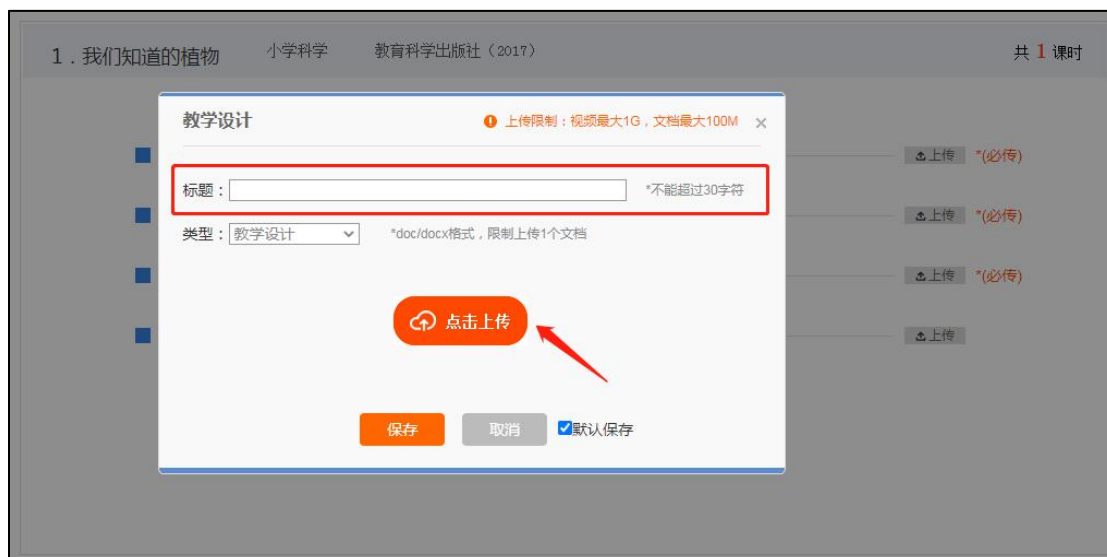 1．我们知道的植物 小学科学 教育科学出版社（2017） 共 1 课时
教学设计 上传限制：视频最大1G，文档最大100M
上传 *(必传)
标题： *不能超过30字符
上传 *(必传)
类型： 教学设计 *doc/docx格式，限制上传1个文档
上传 *(必传)
点击上传
上传
保存 取消 默认保存